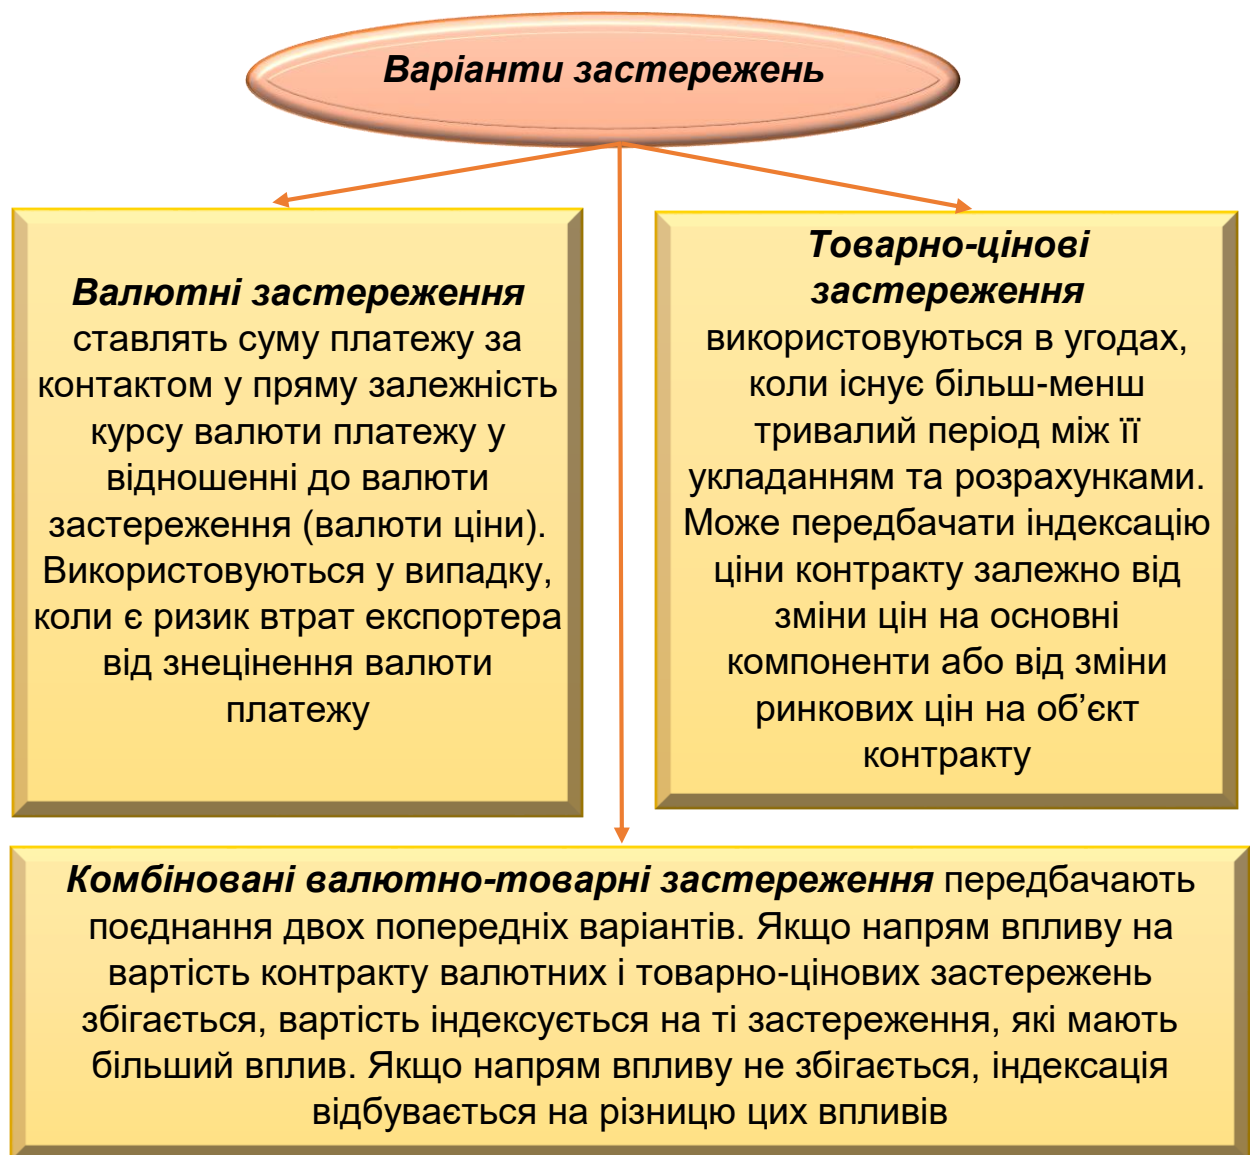 Варіанти застережень
Валютні застереження
ставлять суму платежу за
контактом у пряму залежність
курсу валюти платежу у
відношенні до валюти
застереження (валюти ціни).
Використовуються у випадку,
коли є ризик втрат експортера
від знецінення валюти
платежу
Товарно-цінові
застереження
використовуються в угодах,
коли існує більш-менш
тривалий період між її
укладанням та розрахунками.
Може передбачати індексацію
ціни контракту залежно від
зміни цін на основні
компоненти або від зміни
ринкових цін на об’єкт
контракту
Комбіновані валютно-товарні застереження передбачають
поєднання двох попередніх варіантів. Якщо напрям впливу на
вартість контракту валютних і товарно-цінових застережень
збігається, вартість індексується на ті застереження, які мають
більший вплив. Якщо напрям впливу не збігається, індексація
відбувається на різницю цих впливів